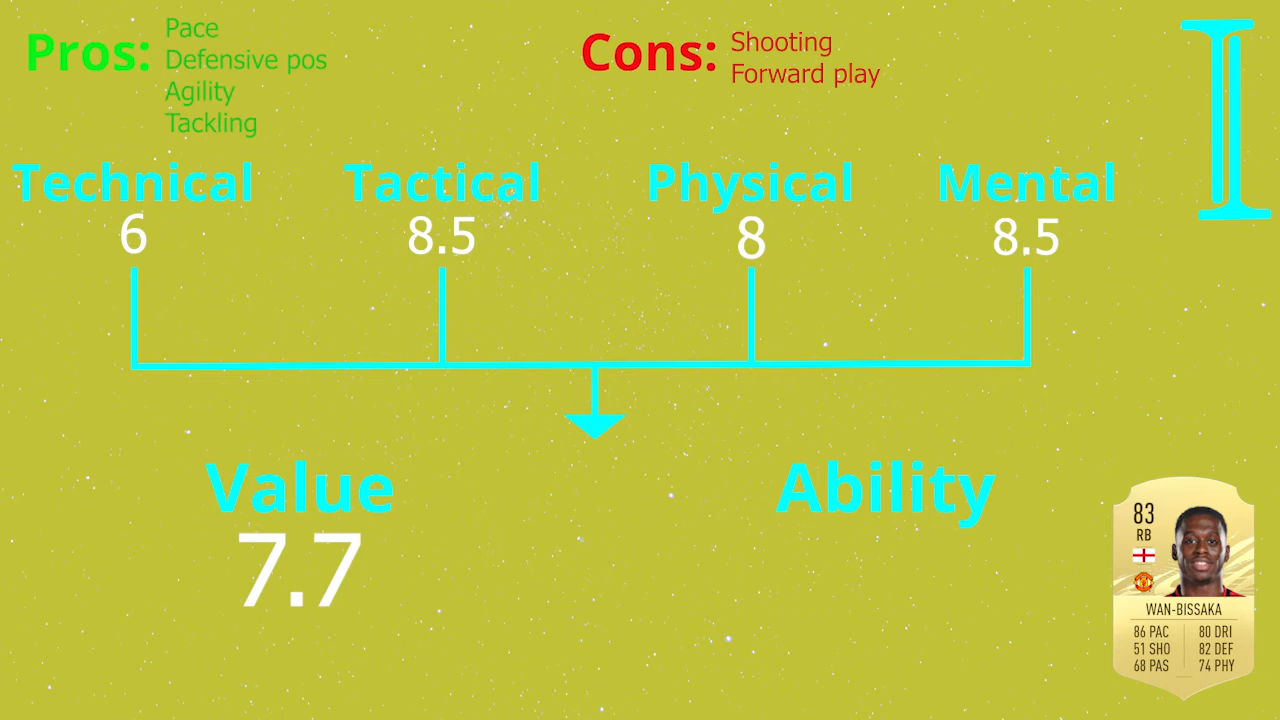 Pros:
Pace
Defensive pos
Agility
Tackling
Cons:
Shooting
Forward play
Technical
Tactical
Physical
Mental
6
8.5
8
8.5
Value
Ability
7.7
83
RB
WAN-BISSAKA
86 PAC
80 DRI
51 SHO
82 DEF
68 PAS
74 PHY